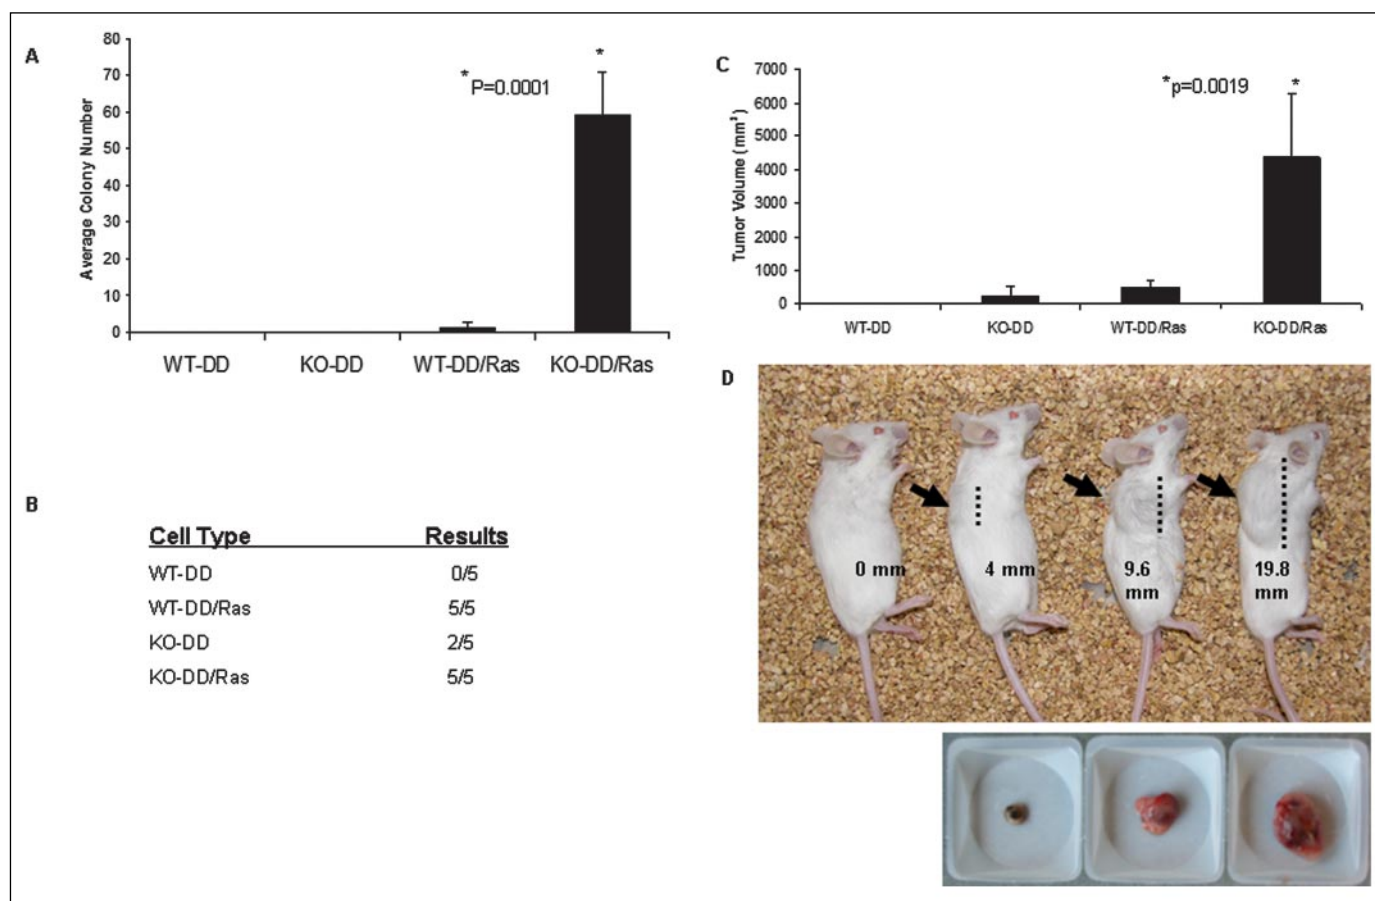 A
80
70
60
50
40
30
20
10
0
Average Colony Number
*
* P=0.0001
WT-DD KO-DD WT-DD/Ras KO-DD/Ras
B
Cell Type Results
WT-DD 0/5
WT-DD/Ras 5/5
KO-DD 2/5
KO-DD/Ras 5/5
C
7000
6000
5000
4000
3000
2000
1000
0
Tumor Volume (mm³)
* p=0.0019
*
WT-DD KO-DD WT-DD/Ras KO-DD/Ras
D
0 mm 4 mm 9.6 mm 19.8 mm